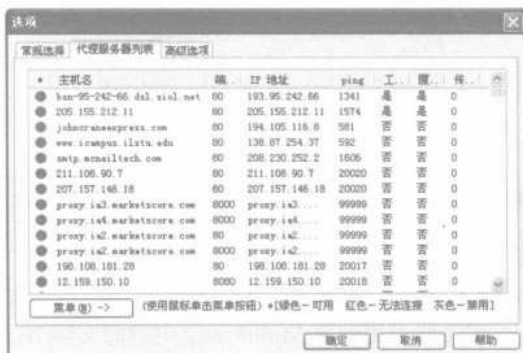 选项
常规选择 代理服务器列表 高级选项
* 主机名 端.. IP 地址 ping 工.. 匿.. 传..
hsn-95-242-66.dsl.siol.net 80 193.95.242.66 1341 是 是 0
205.155.212.11 80 205.155.212.11 1574 是 是 0
johncraneexpress.com 80 194.105.116.8 581 否 否 0
www.icampus.ilstu.edu 80 138.87.254.37 592 否 否 0
smtp.mcnailtech.com 80 208.230.252.2 1606 否 否 0
211.108.90.7 80 211.108.90.7 20020 否 否 0
207.157.148.18 80 207.157.148.18 20020 否 否 0
proxy.ia3.marketscore.com 8000 proxy.ia3.... 99999 否 否 0
proxy.ia4.marketscore.com 8000 proxy.ia4.... 99999 否 否 0
proxy.ia2.marketscore.com 80 proxy.ia2.... 99999 否 否 0
proxy.ia2.marketscore.com 8000 proxy.ia2.... 99999 否 否 0
198.108.181.28 80 198.108.181.28 20017 否 否 0
12.159.150.10 8080 12.159.150.10 20018 否 否 0
菜单(M) -> (使用鼠标单击菜单按钮) *[绿色-可用 红色-无法连接 灰色-禁用]
确定 取消 帮助